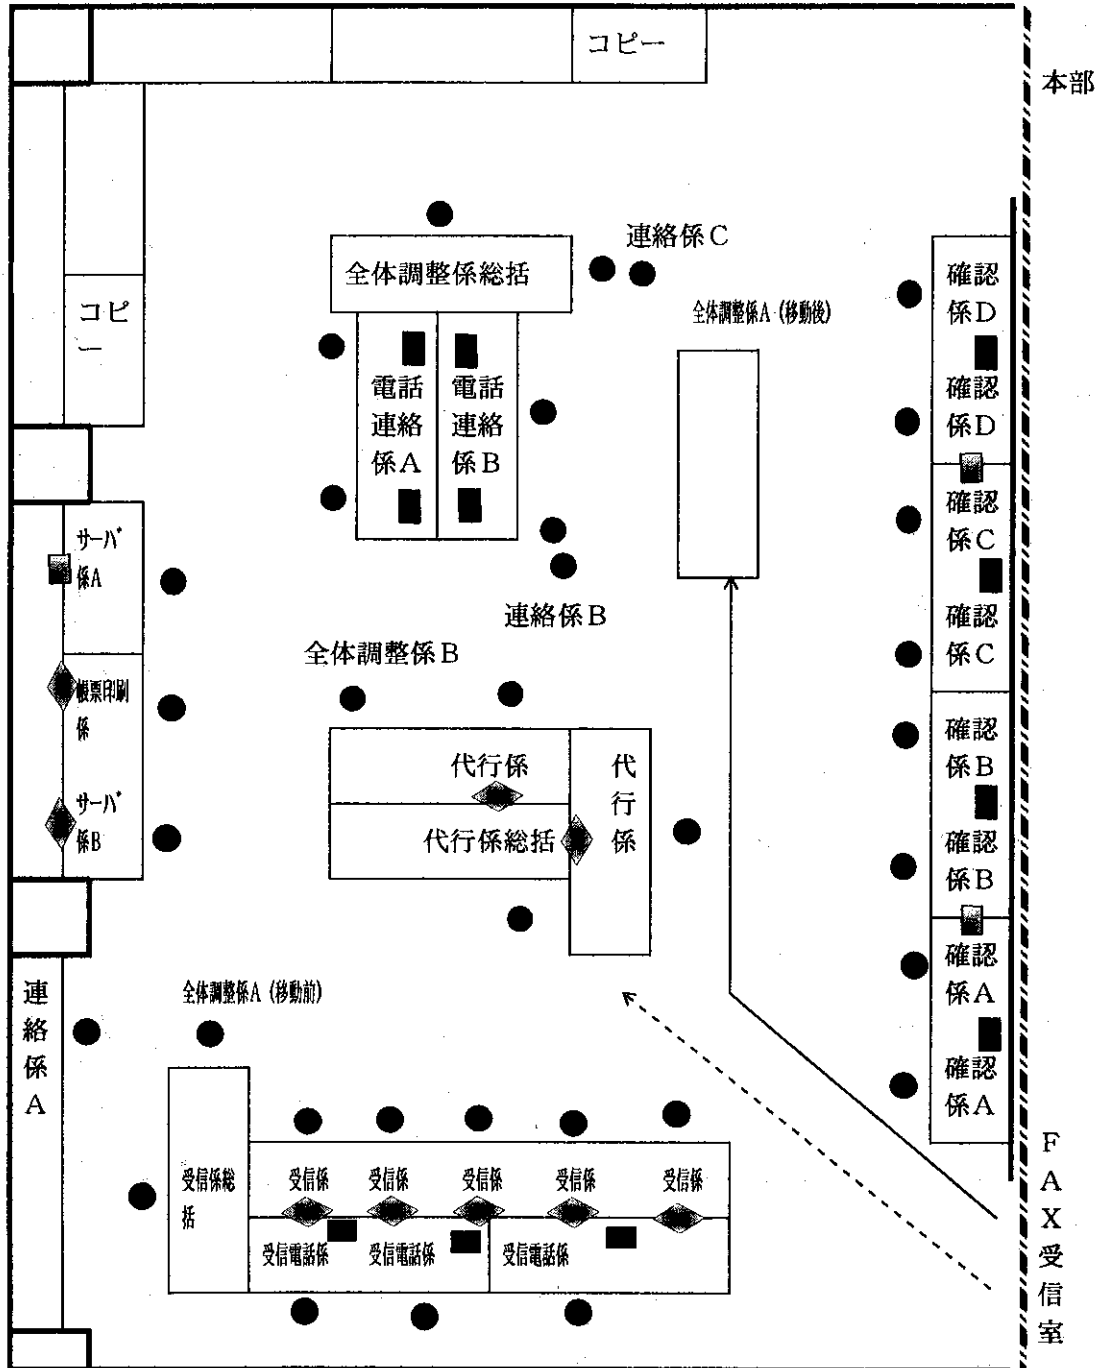 コピー
本部
連絡係C
全体調整係総括
全体調整係A(移動後)
コピ
ー
電話
連絡
係A
電話
連絡
係B
確認
係D
確認
係D
確認
係C
確認
係C
確認
係B
確認
係B
確認
係A
確認
係A
サーバ
係A
帳票印刷
係
サーバ
係B
連絡係B
全体調整係B
代行係
代行係総括
代
行
係
連
絡
係
A
全体調整係A(移動前)
受信係総
括
受信係
受信係
受信係
受信係
受信係
受信電話係
受信電話係
受信電話係
F
A
X
受
信
室